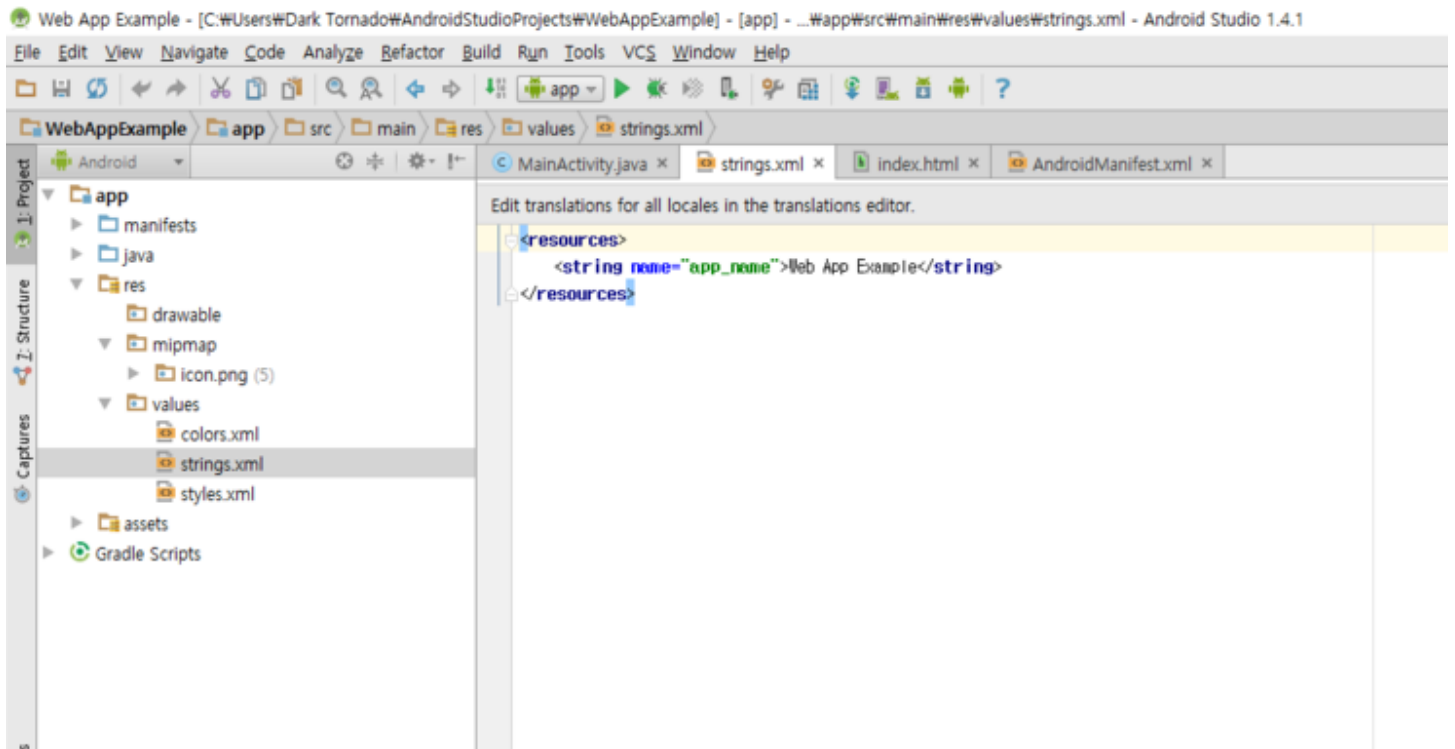 Web App Example - [C:₩Users₩Dark Tornado₩AndroidStudioProjects₩WebAppExample] - [app] - ...₩app₩src₩main₩res₩values₩strings.xml - Android Studio 1.4.1
File Edit View Navigate Code Analyze Refactor Build Run Tools VCS Window Help
app
WebAppExample app src main res values strings.xml
Android
MainActivity.java × strings.xml × index.html × AndroidManifest.xml ×
1: Project
7: Structure
Captures
app
manifests
java
res
drawable
mipmap
icon.png (5)
values
colors.xml
strings.xml
styles.xml
assets
Gradle Scripts
Edit translations for all locales in the translations editor.
<resources>
<string name="app_name">Web App Example</string>
</resources>